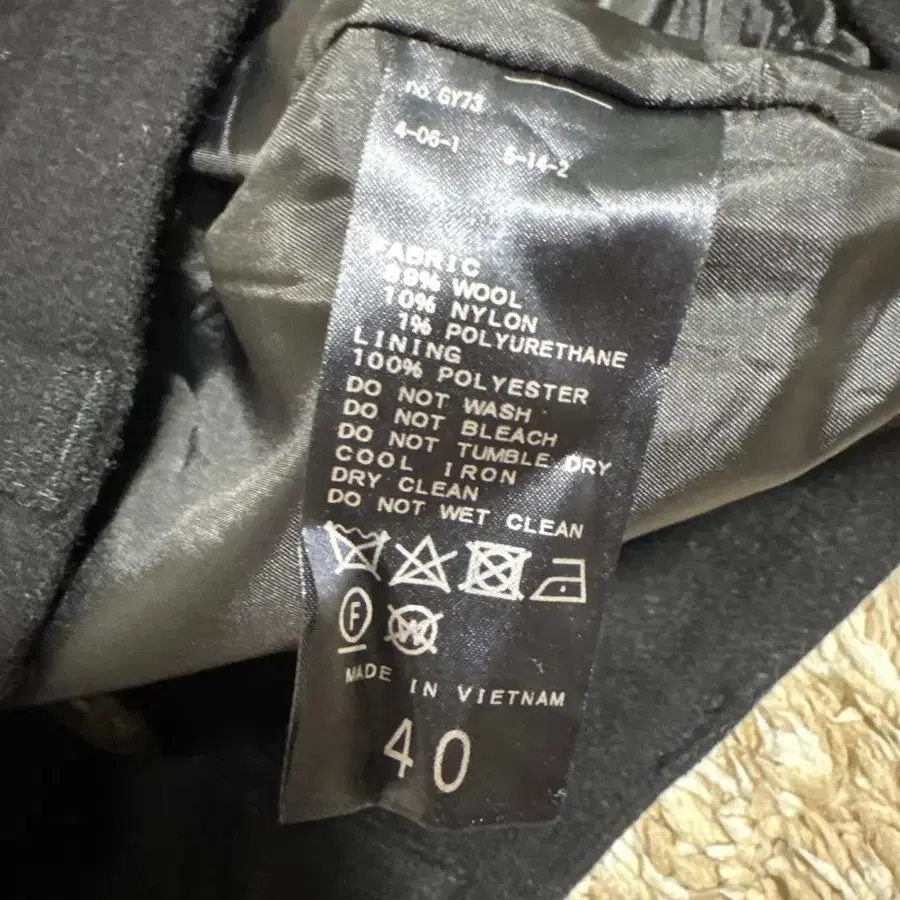 no.GY73
4-06-1 6-14-2
FABRIC
89% WOOL
10% NYLON
1% POLYURETHANE
LINING
100% POLYESTER
DO NOT WASH
DO NOT BLEACH
DO NOT TUMBLE DRY
COOL IRON
DRY CLEAN
DO NOT WET CLEAN
F
W
MADE IN VIETNAM
40